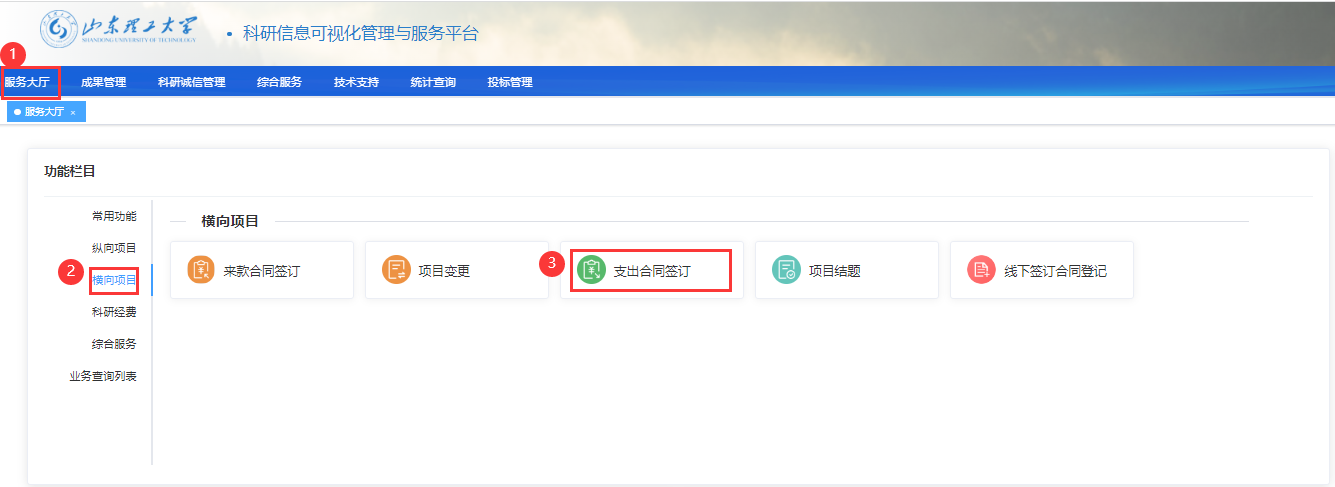 山东理工大学
SHANDONG UNIVERSITY OF TECHNOLOGY
• 科研信息可视化管理与服务平台
1
服务大厅 成果管理 科研诚信管理 综合服务 技术支持 统计查询 投标管理
服务大厅 ×
功能栏目
常用功能
纵向项目
2 横向项目
科研经费
综合服务
业务查询列表
横向项目
来款合同签订 项目变更 3 支出合同签订 项目结题 线下签订合同登记